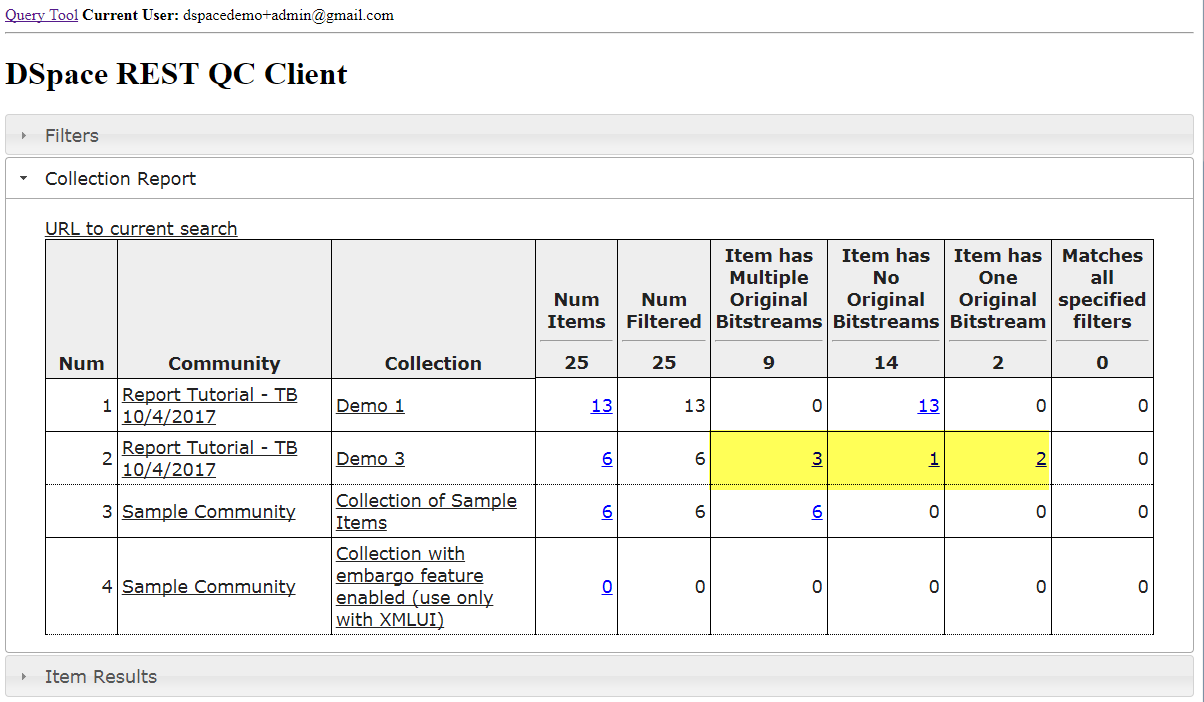 Query Tool Current User: dspacedemo+admin@gmail.com
DSpace REST QC Client
Filters
Collection Report
URL to current search
Num Community Collection Num Items 25 Num Filtered 25 Item has Multiple Original Bitstreams 9 Item has No Original Bitstreams 14 Item has One Original Bitstream 2 Matches all specified filters 0
1 Report Tutorial - TB 10/4/2017 Demo 1 13 13 0 13 0 0
2 Report Tutorial - TB 10/4/2017 Demo 3 6 6 3 1 2 0
3 Sample Community Collection of Sample Items 6 6 6 0 0 0
4 Sample Community Collection with embargo feature enabled (use only with XMLUI) 0 0 0 0 0 0
Item Results